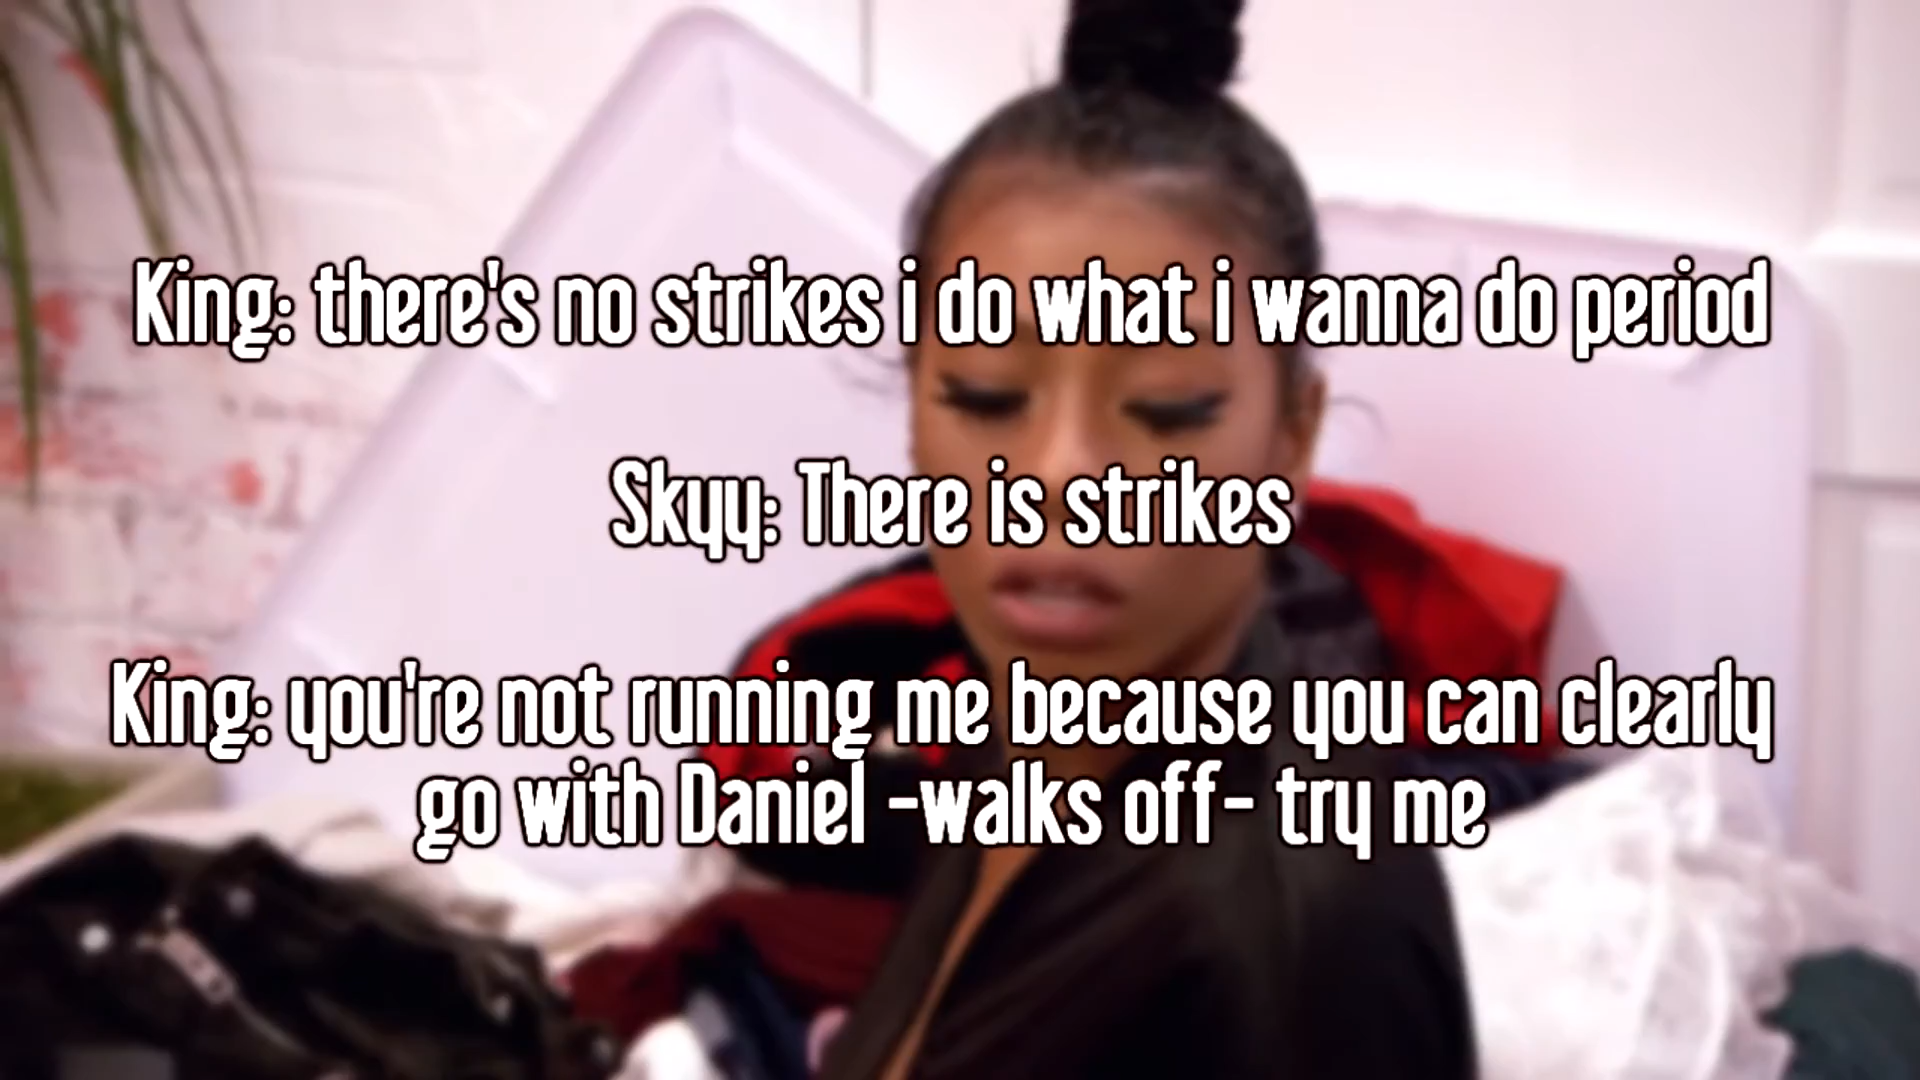 King: there's no strikes i do what i wanna do period
Skyy: There is strikes
King: you're not running me because you can clearly
go with Daniel -walks off- try me